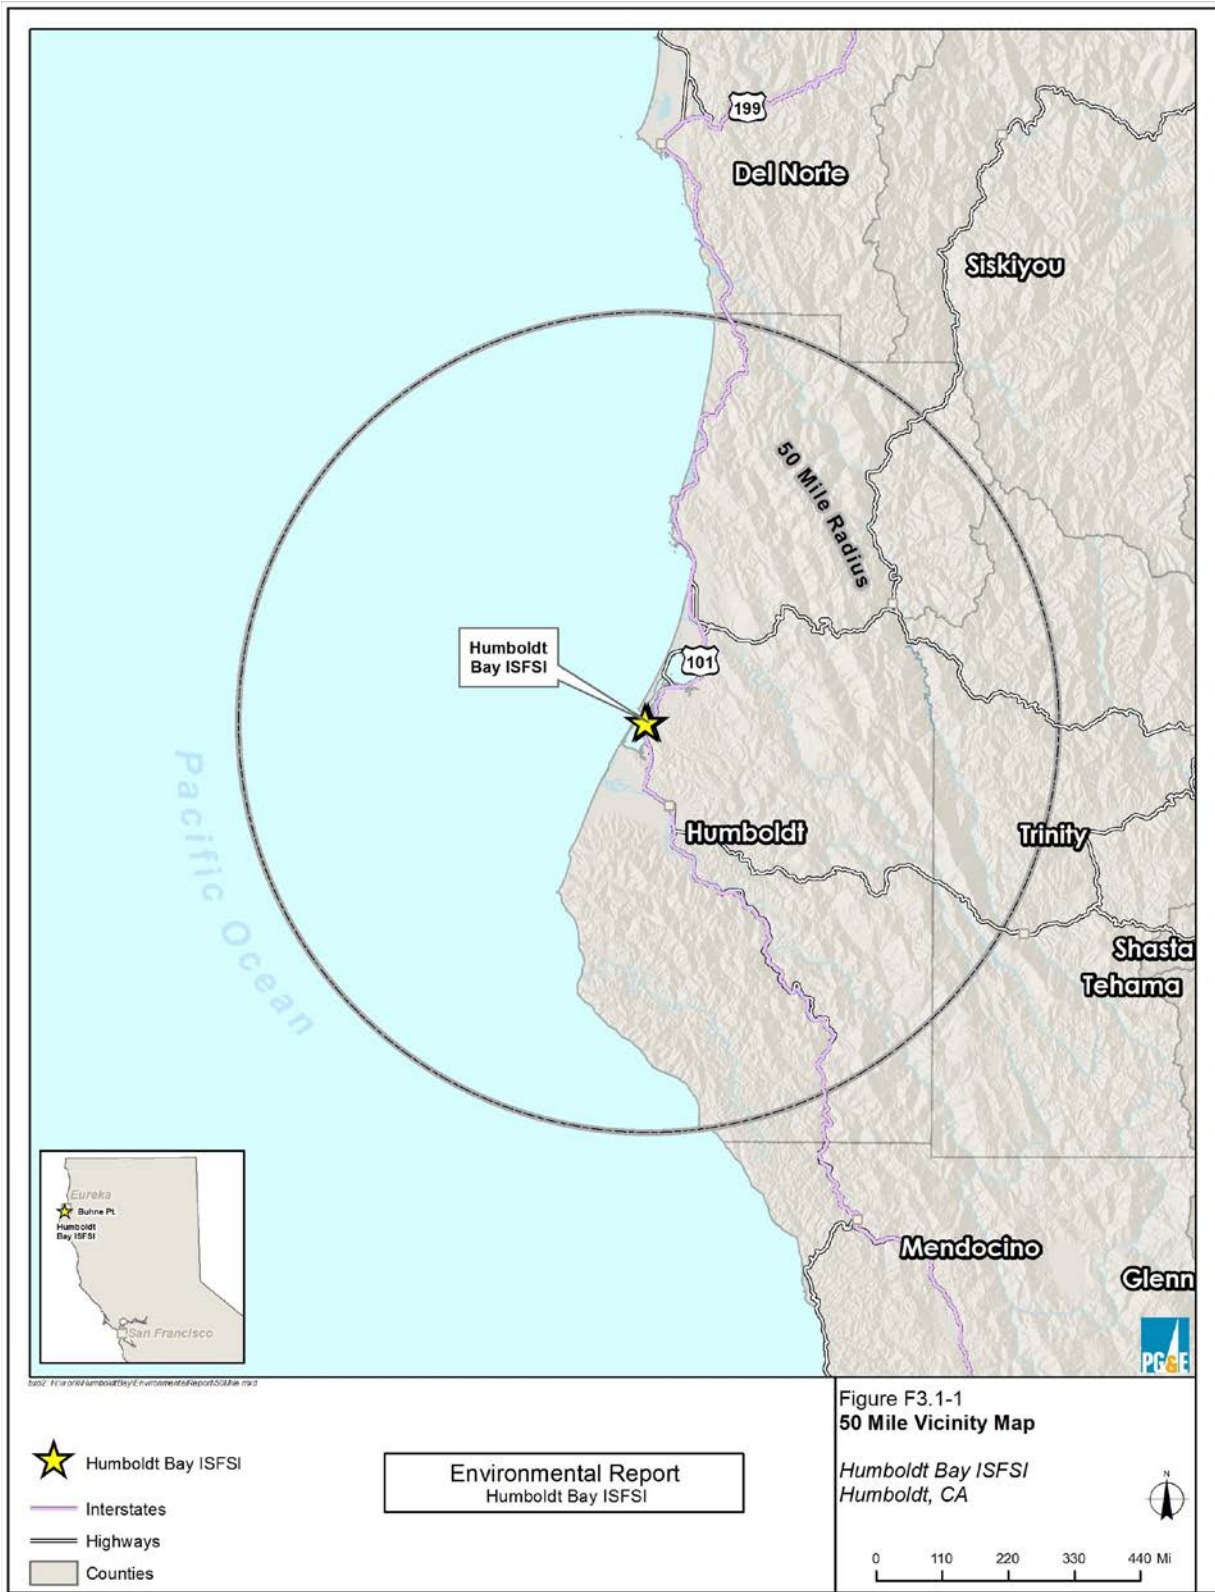 199
Del Norte
Siskiyou
50 Mile Radius
Humboldt
Bay ISFSI
101
Pacific Ocean
Humboldt
Trinity
Shasta
Tehama
Mendocino
Glenn
Eureka
Buhne Pt.
Humboldt
Bay ISFSI
San Francisco
PG&E
Figure F3.1-1
50 Mile Vicinity Map
Humboldt Bay ISFSI
Humboldt, CA
N
0 110 220 330 440 Mi
Environmental Report
Humboldt Bay ISFSI
Humboldt Bay ISFSI
Interstates
Highways
Counties